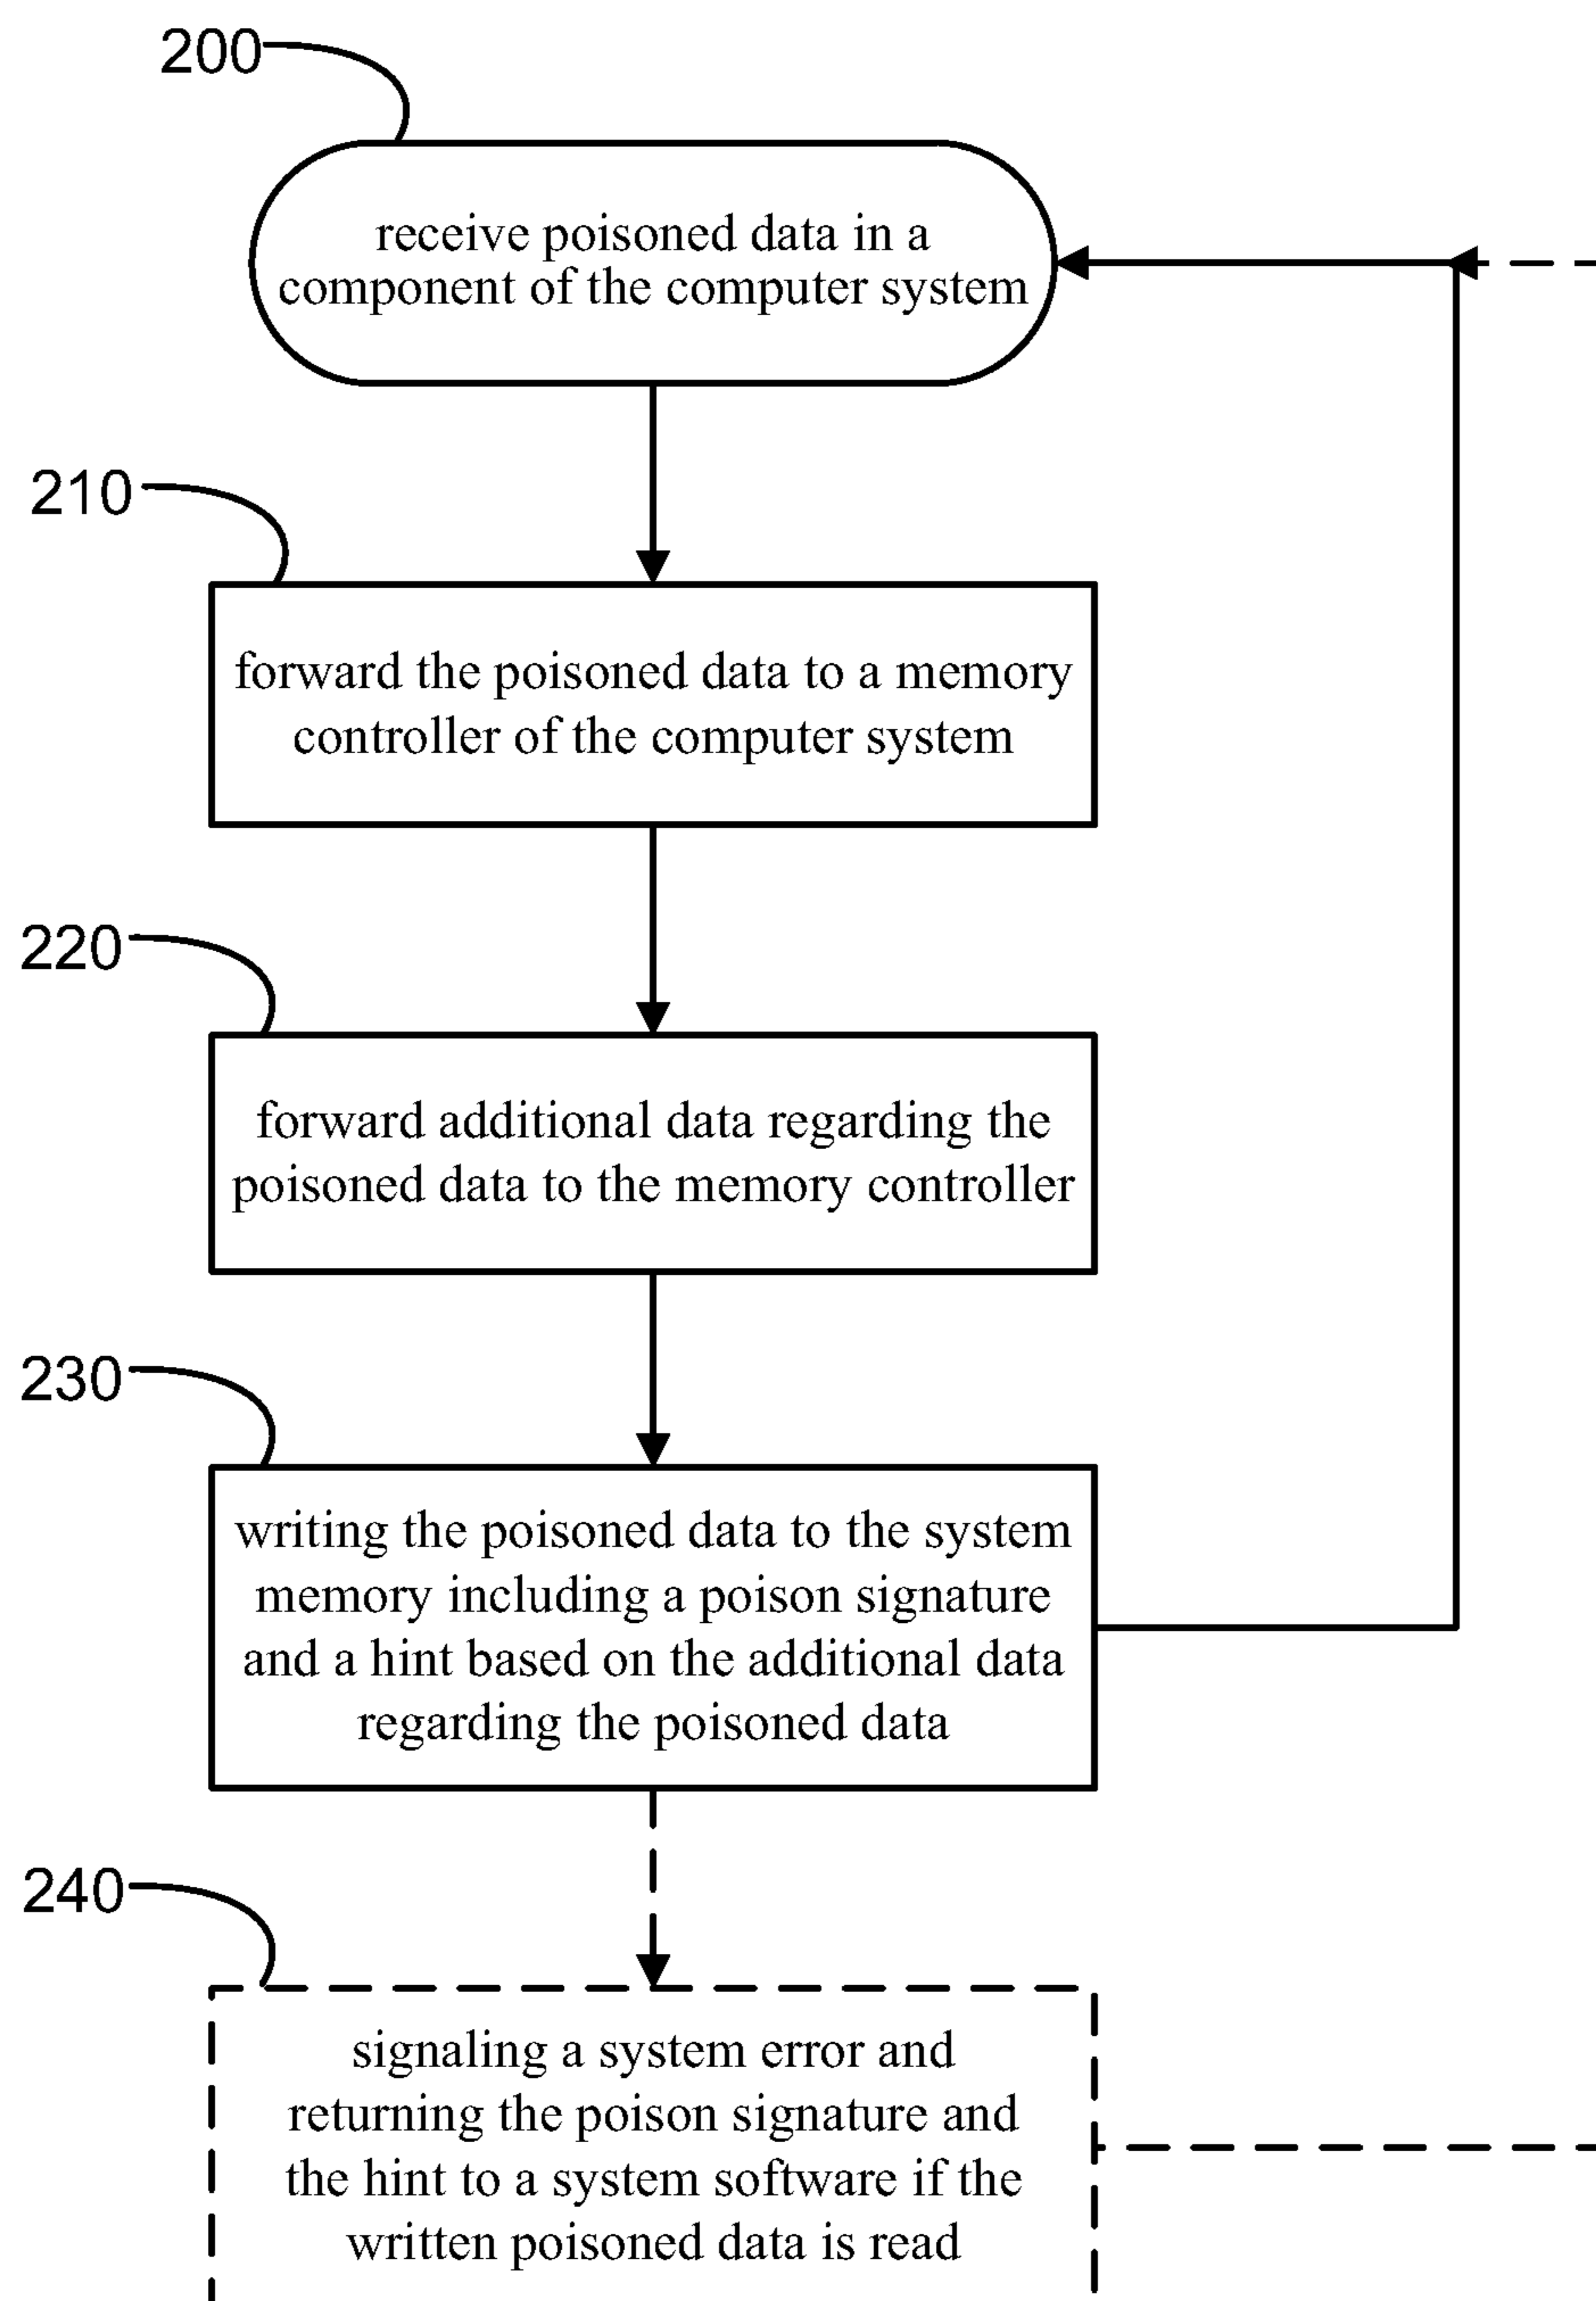 200
receive poisoned data in a
component of the computer system
210
forward the poisoned data to a memory
controller of the computer system
220
forward additional data regarding the
poisoned data to the memory controller
230
writing the poisoned data to the system
memory including a poison signature
and a hint based on the additional data
regarding the poisoned data
240
signaling a system error and
returning the poison signature and
the hint to a system software if the
written poisoned data is read